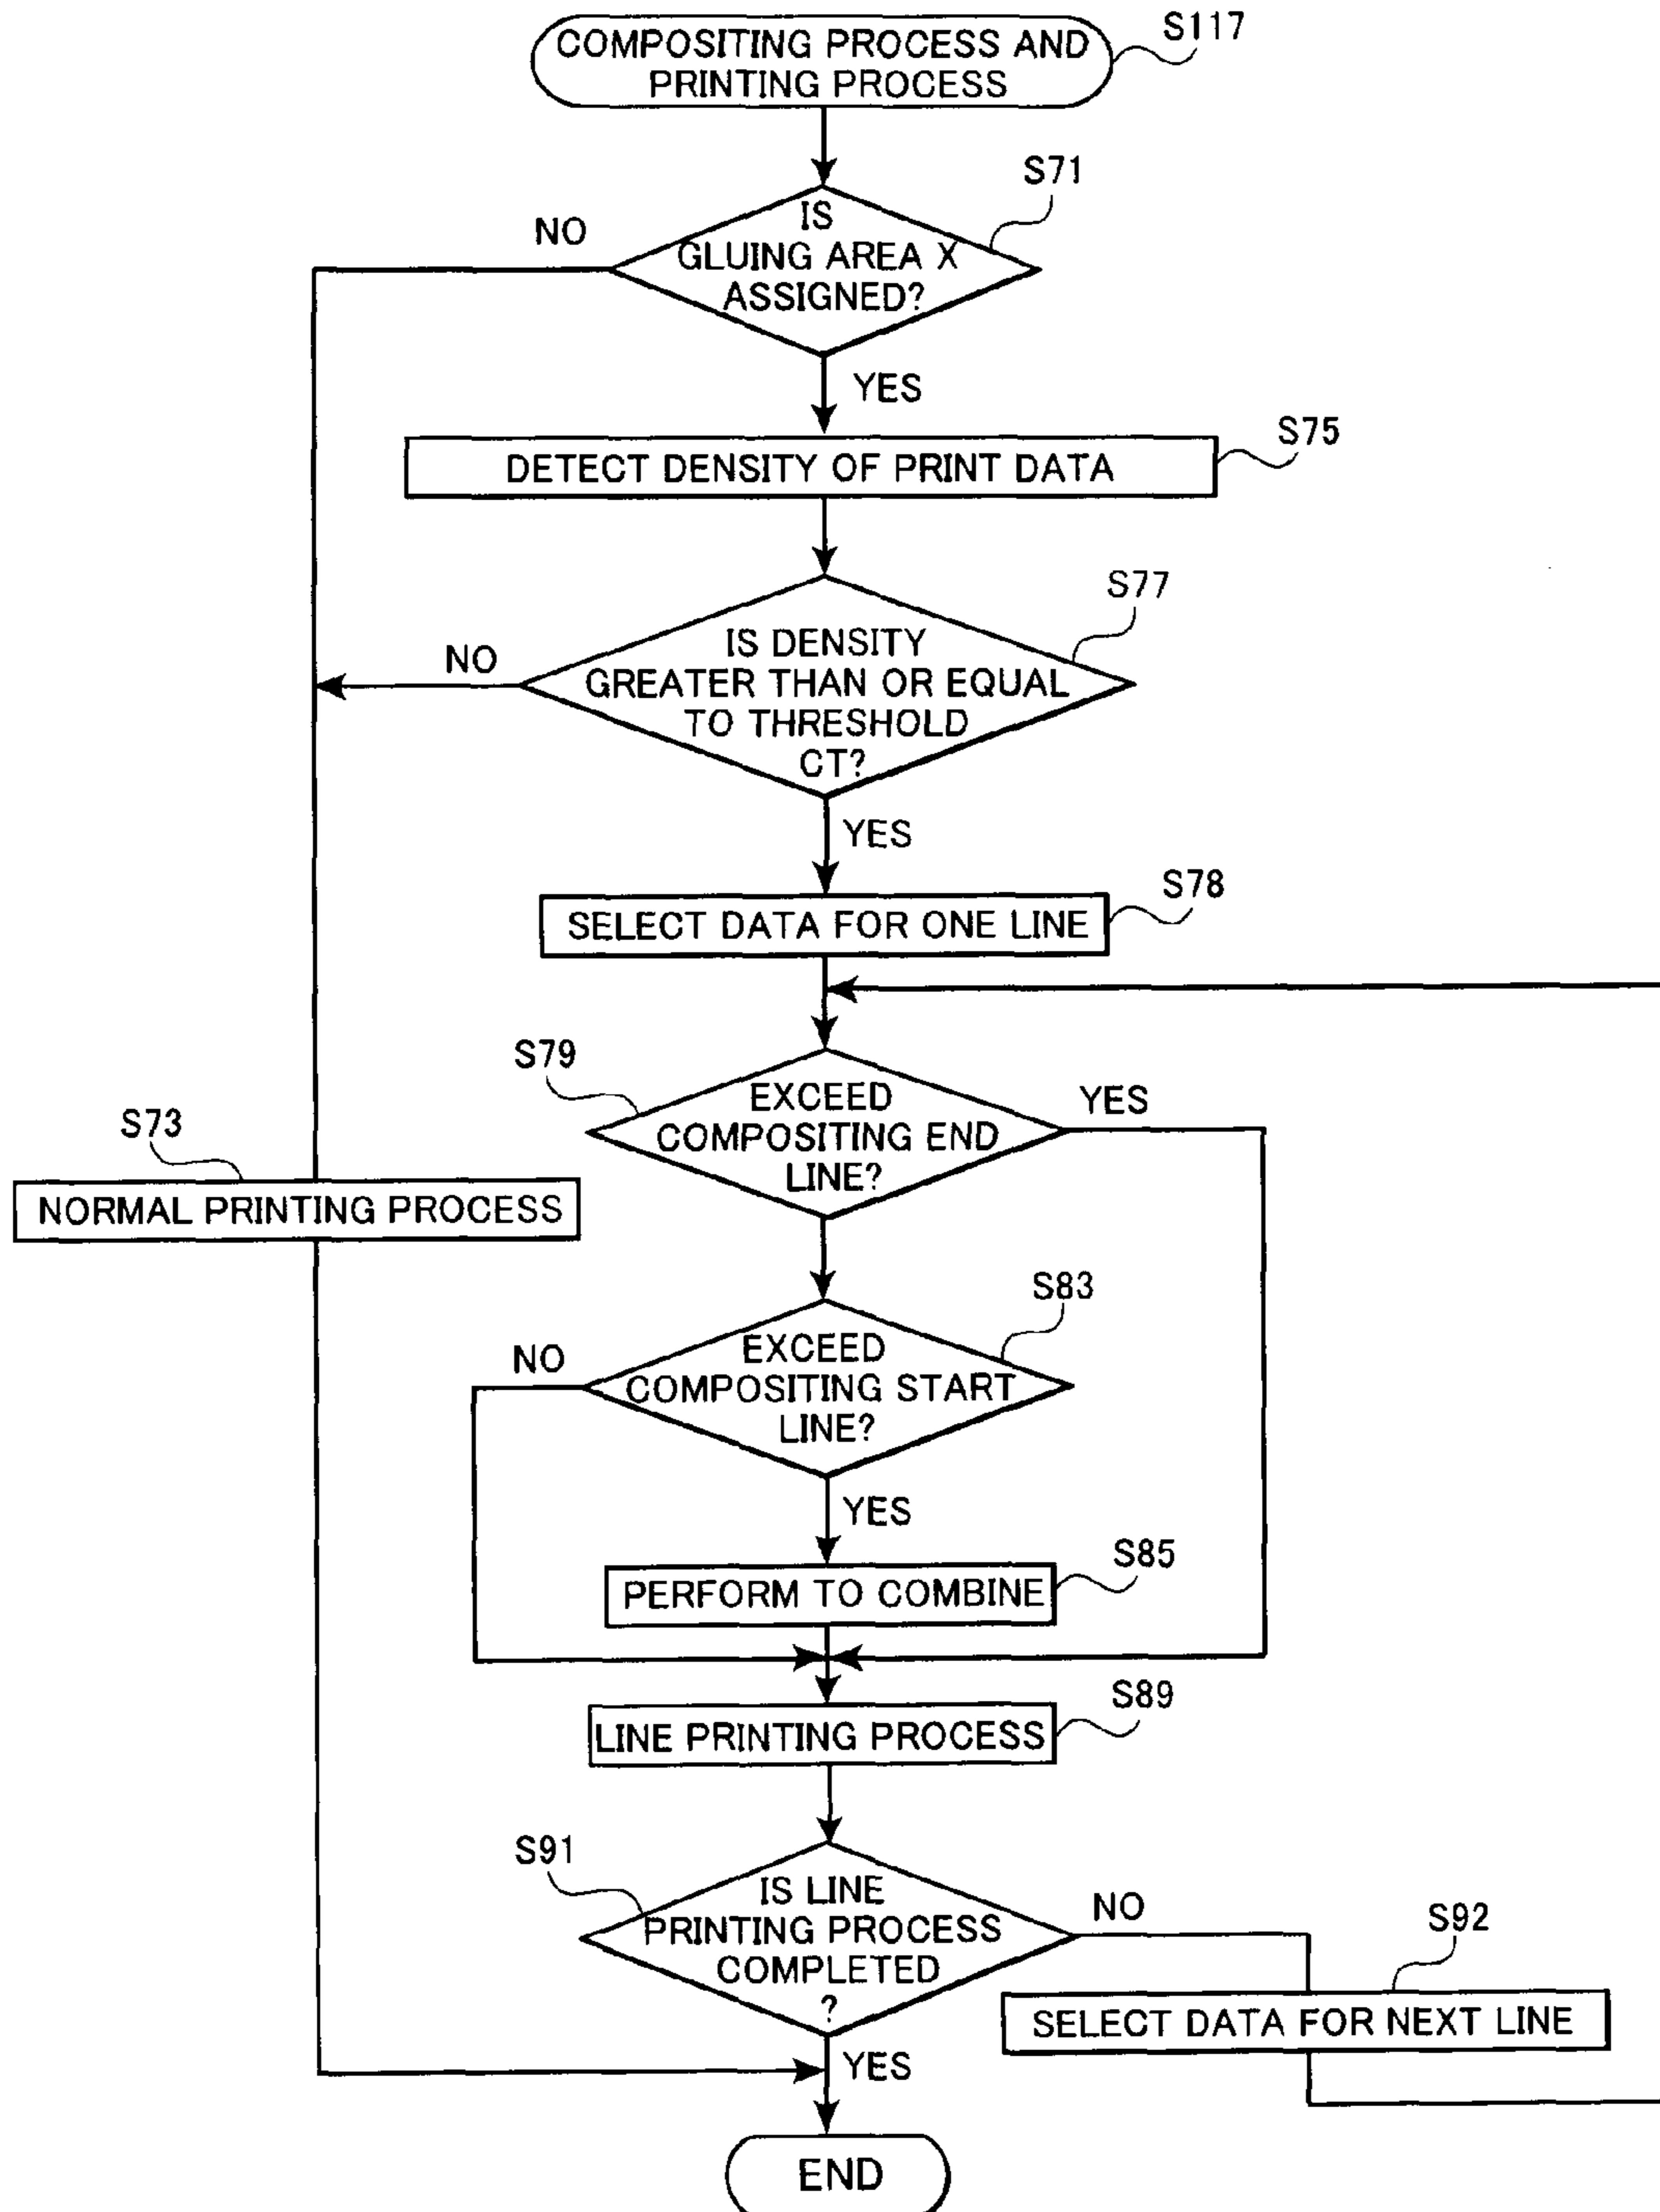 COMPOSITING PROCESS AND
PRINTING PROCESS
S117
S71
IS
GLUING AREA X
ASSIGNED?
NO
YES
S75
DETECT DENSITY OF PRINT DATA
S77
IS DENSITY
GREATER THAN OR EQUAL
TO THRESHOLD
CT?
NO
YES
S78
SELECT DATA FOR ONE LINE
S79
EXCEED
COMPOSITING END
LINE?
YES
S73
NORMAL PRINTING PROCESS
S83
EXCEED
COMPOSITING START
LINE?
NO
YES
S85
PERFORM TO COMBINE
S89
LINE PRINTING PROCESS
S91
IS LINE
PRINTING PROCESS
COMPLETED
?
NO
S92
SELECT DATA FOR NEXT LINE
YES
END